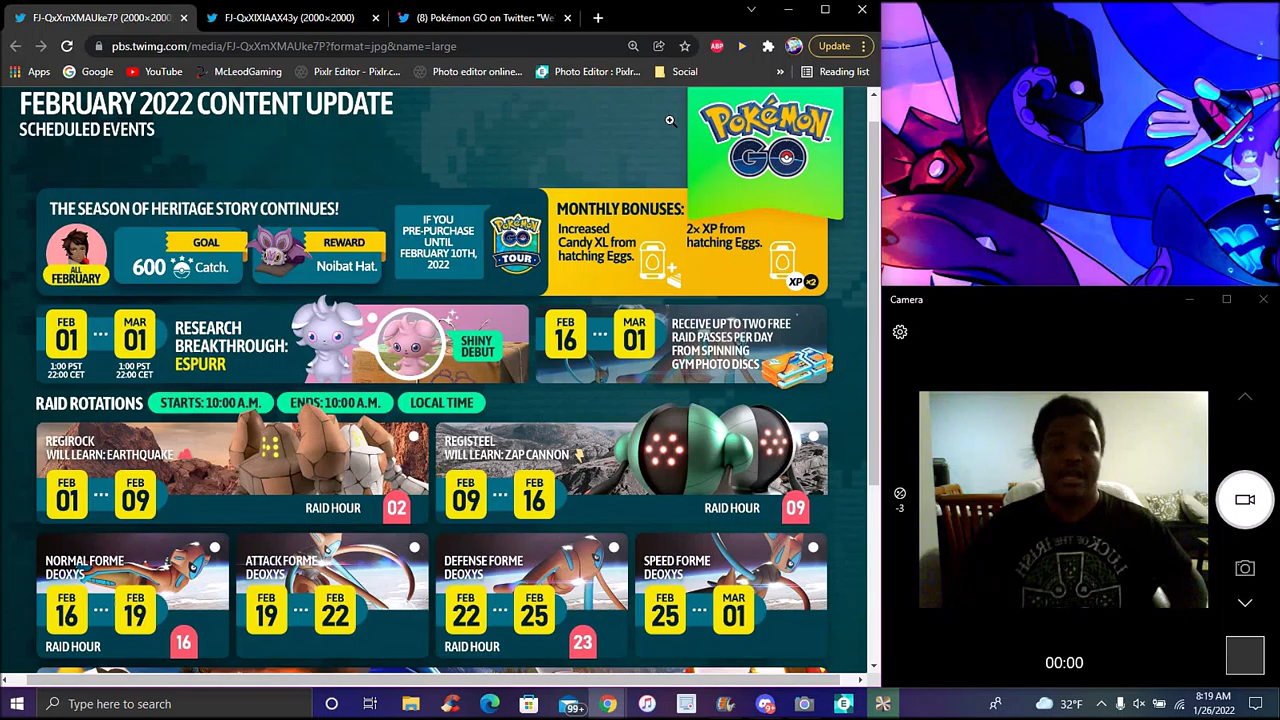 FJ-QxXmXMAUke7P (2000×2000)
FJ-QxXIXIAAX43y (2000×2000)
(8) Pokémon GO on Twitter: "We
pbs.twimg.com/media/FJ-QxXmXMAUke7P?format=jpg&name=large
ABP
Update
Apps
Google
YouTube
McLeodGaming
Pixlr Editor - Pixlr.c...
Photo editor online...
Photo Editor : Pixlr...
Social
»
Reading list
FEBRUARY 2022 CONTENT UPDATE
SCHEDULED EVENTS
POKÉMON
GO
THE SEASON OF HERITAGE STORY CONTINUES!
ALL
FEBRUARY
GOAL
600 Catch.
REWARD
Noibat Hat.
IF YOU
PRE-PURCHASE
UNTIL
FEBRUARY 10TH,
2022
POKÉMON
GO
TOUR
MONTHLY BONUSES:
Increased
Candy XL from
hatching Eggs.
2× XP from
hatching Eggs.
XP ×2
FEB
01
1:00 PST
22:00 CET
MAR
01
1:00 PST
22:00 CET
RESEARCH
BREAKTHROUGH:
ESPURR
SHINY
DEBUT
FEB
16
MAR
01
RECEIVE UP TO TWO FREE
RAID PASSES PER DAY
FROM SPINNING
GYM PHOTO DISCS
RAID ROTATIONS
STARTS: 10:00 A.M.
ENDS: 10:00 A.M.
LOCAL TIME
REGIROCK
WILL LEARN: EARTHQUAKE
FEB
01
FEB
09
RAID HOUR
02
REGISTEEL
WILL LEARN: ZAP CANNON
FEB
09
FEB
16
RAID HOUR
09
NORMAL FORME
DEOXYS
FEB
16
FEB
19
RAID HOUR
16
ATTACK FORME
DEOXYS
FEB
19
FEB
22
DEFENSE FORME
DEOXYS
FEB
22
FEB
25
RAID HOUR
23
SPEED FORME
DEOXYS
FEB
25
MAR
01
Camera
-3
LUCK OF THE IRISH
00:00
Type here to search
99+
32°F
8:19 AM
1/26/2022